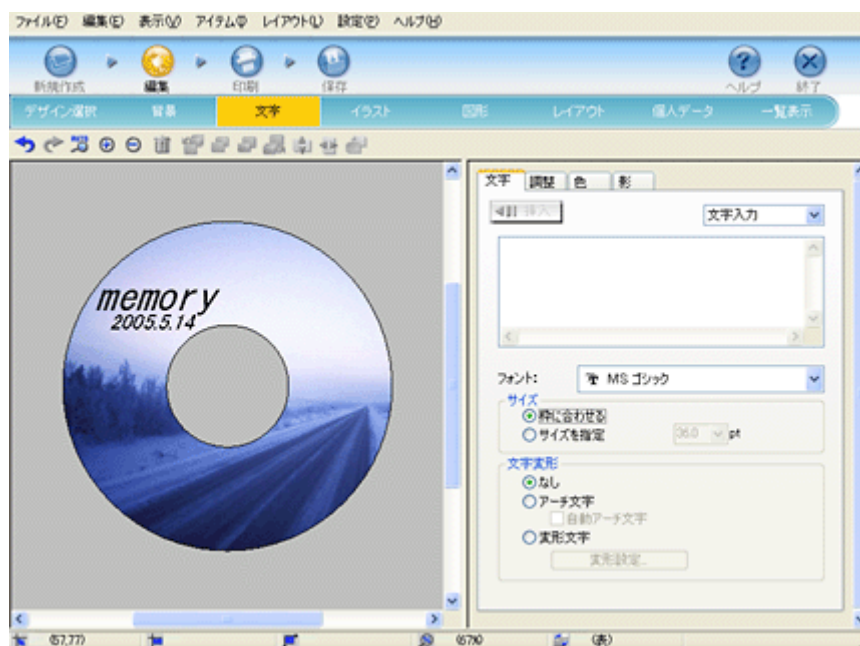 ファイル(E) 編集(E) 表示(V) アイテム(I) レイアウト(L) 設定(P) ヘルプ(H)
新規作成 編集 印刷 保存 ヘルプ 終了
デザイン選択 背景 文字 イラスト 図形 レイアウト 個人データ 一覧表示
文字 調整 色 影
挿入 文字入力
memory
2005.5.14
フォント: MS ゴシック
サイズ
枠に合わせる
サイズを指定 36.0 pt
文字変形
なし
アーチ文字
自動アーチ文字
変形文字
変形設定...
(57,77) (67%) (表)